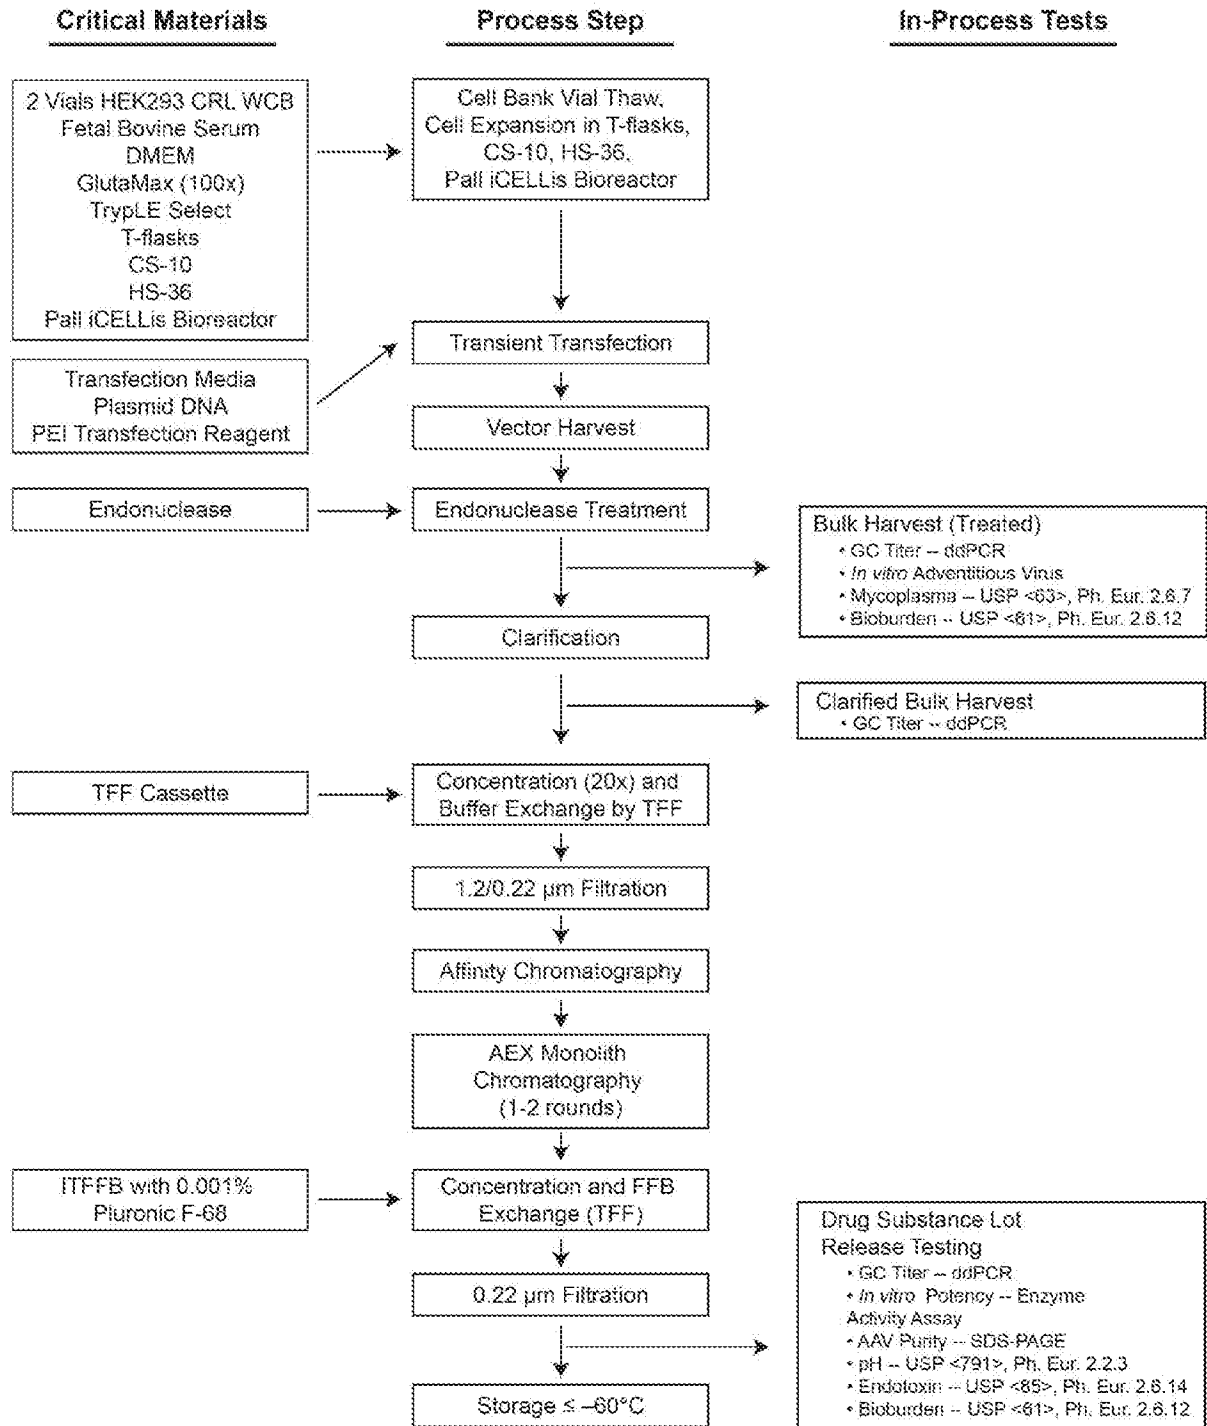 Critical Materials
Process Step
In-Process Tests
2 Vials HEK293 CRL WCB
Fetal Bovine Serum
DMEM
GlutaMax (100x)
TrypLE Select
T-flasks
CS-10
HS-36
Pall iCELLis Bioreactor
Cell Bank Vial Thaw,
Cell Expansion in T-flasks,
CS-10, HS-36,
Pall iCELLis Bioreactor
Transfection Media
Plasmid DNA
PEI Transfection Reagent
Transient Transfection
Vector Harvest
Endonuclease
Endonuclease Treatment
Bulk Harvest (Treated)
• GC Titer -- ddPCR
• In vitro Adventitious Virus
• Mycoplasma -- USP <63>, Ph. Eur. 2.6.7
• Bioburden -- USP <61>, Ph. Eur. 2.6.12
Clarification
Clarified Bulk Harvest
• GC Titer -- ddPCR
TFF Cassette
Concentration (20x) and
Buffer Exchange by TFF
1.2/0.22 µm Filtration
Affinity Chromatography
AEX Monolith
Chromatography
(1-2 rounds)
ITFFB with 0.001%
Pluronic F-68
Concentration and FFB
Exchange (TFF)
0.22 µm Filtration
Drug Substance Lot
Release Testing
• GC Titer -- ddPCR
• In vitro Potency -- Enzyme
Activity Assay
• AAV Purity -- SDS-PAGE
• pH -- USP <791>, Ph. Eur. 2.2.3
• Endotoxin -- USP <85>, Ph. Eur. 2.6.14
• Bioburden -- USP <61>, Ph. Eur. 2.6.12
Storage ≤ –60°C